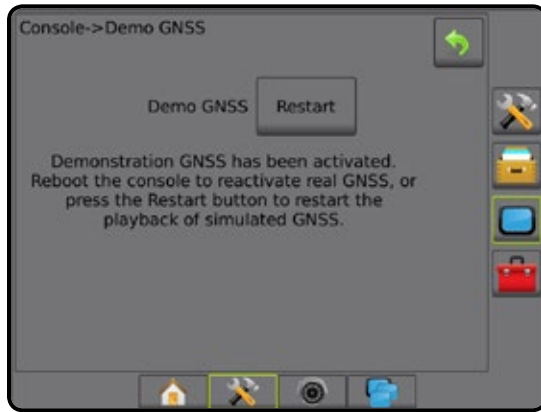 Console->Demo GNSS
Demo GNSS Restart
Demonstration GNSS has been activated.
Reboot the console to reactivate real GNSS, or
press the Restart button to restart the
playback of simulated GNSS.